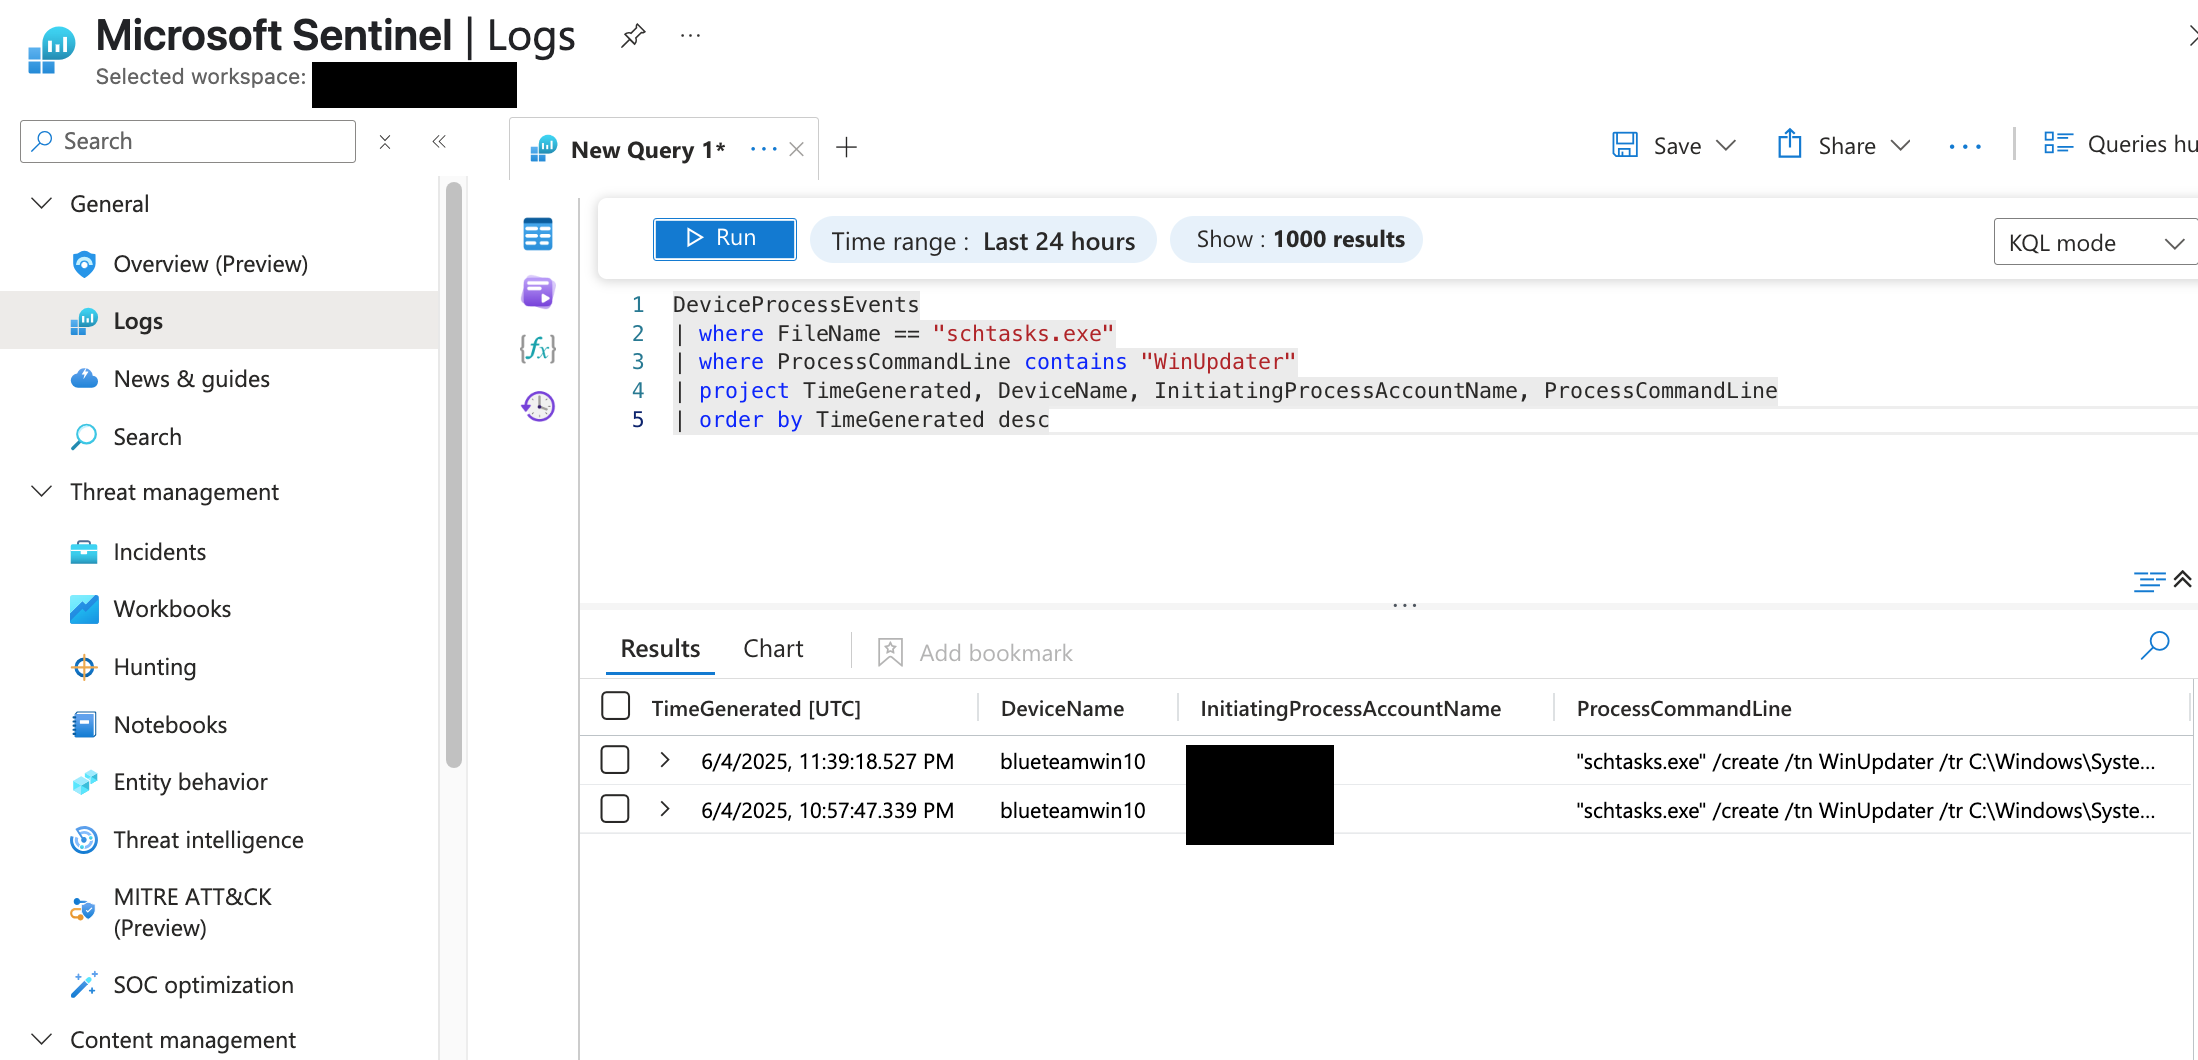 Microsoft Sentinel | Logs
Selected workspace:
Search
General
Overview (Preview)
Logs
News & guides
Search
Threat management
Incidents
Workbooks
Hunting
Notebooks
Entity behavior
Threat intelligence
MITRE ATT&CK
(Preview)
SOC optimization
Content management
New Query 1*
Save
Share
Queries hu
Run
Time range : Last 24 hours
Show : 1000 results
KQL mode
1 DeviceProcessEvents
2 | where FileName == "schtasks.exe"
3 | where ProcessCommandLine contains "WinUpdater"
4 | project TimeGenerated, DeviceName, InitiatingProcessAccountName, ProcessCommandLine
5 | order by TimeGenerated desc
Results Chart Add bookmark
TimeGenerated [UTC] DeviceName InitiatingProcessAccountName ProcessCommandLine
6/4/2025, 11:39:18.527 PM blueteamwin10 "schtasks.exe" /create /tn WinUpdater /tr C:\Windows\Syste...
6/4/2025, 10:57:47.339 PM blueteamwin10 "schtasks.exe" /create /tn WinUpdater /tr C:\Windows\Syste...